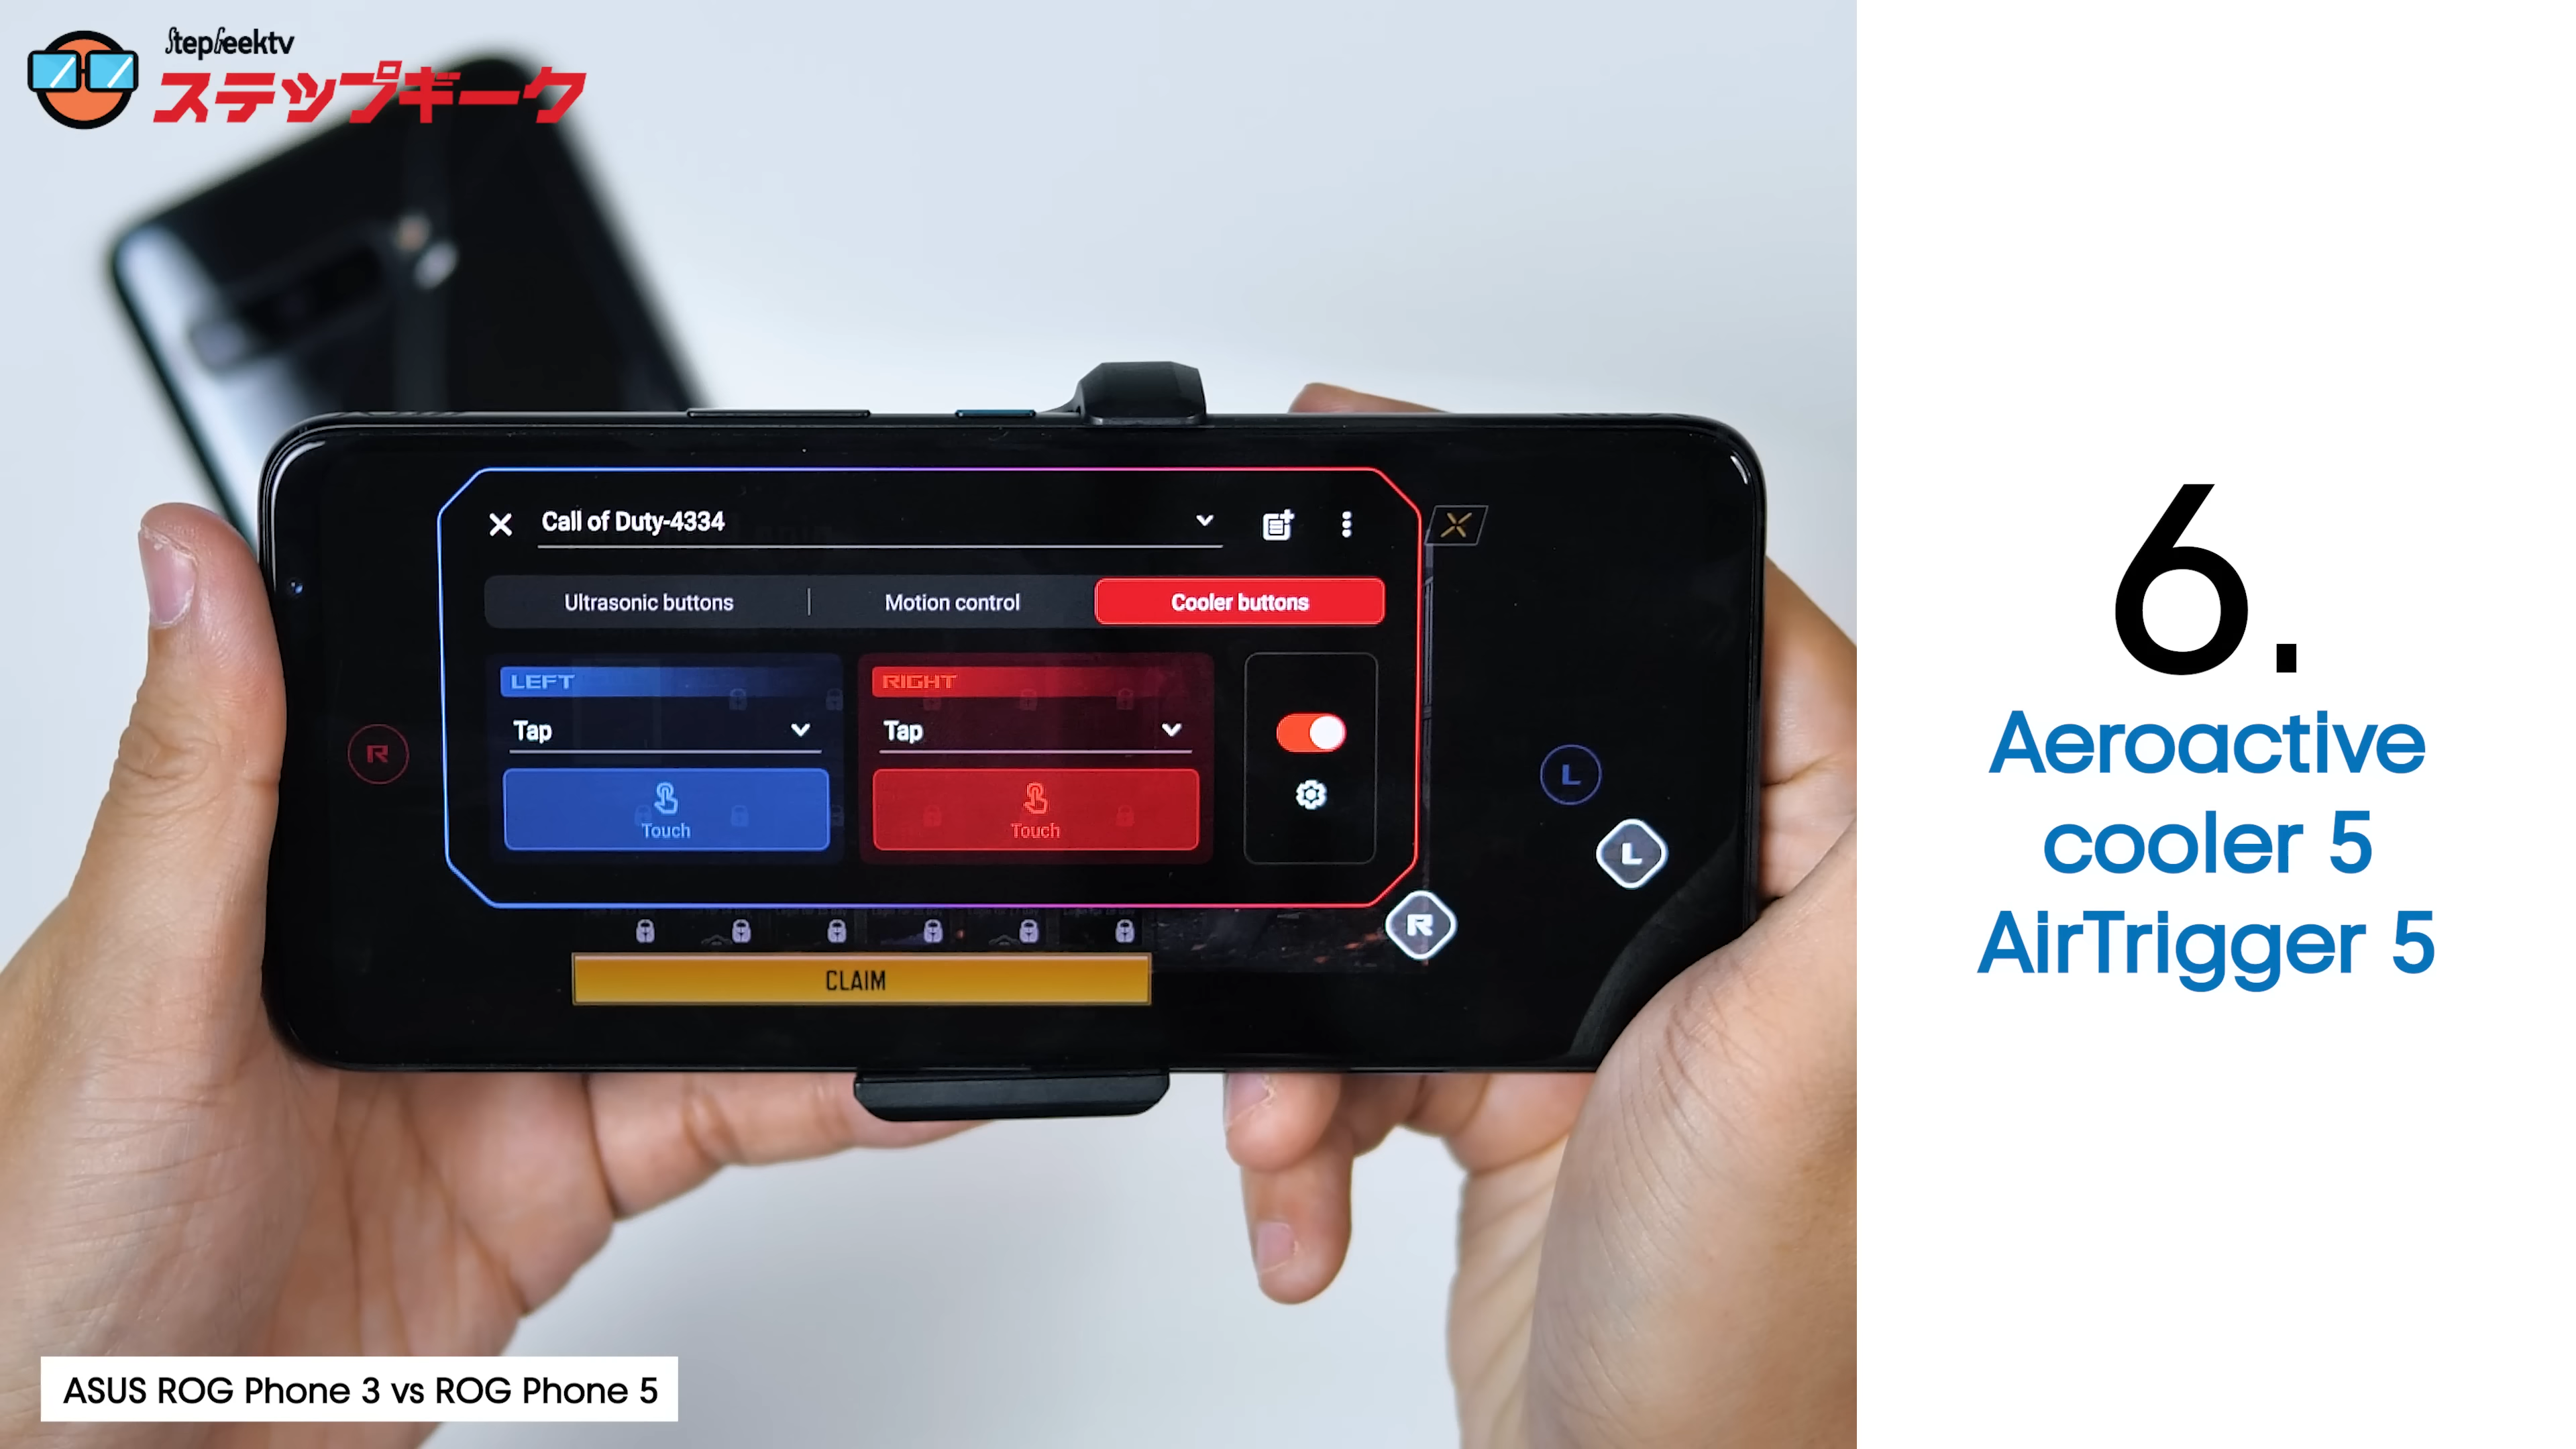 StepGeektv
ステップギーク
Call of Duty-4334
Ultrasonic buttons
Motion control
Cooler buttons
LEFT
RIGHT
Tap
Tap
Touch
Touch
R
L
L
R
CLAIM
6.
Aeroactive
cooler 5
AirTrigger 5
ASUS ROG Phone 3 vs ROG Phone 5